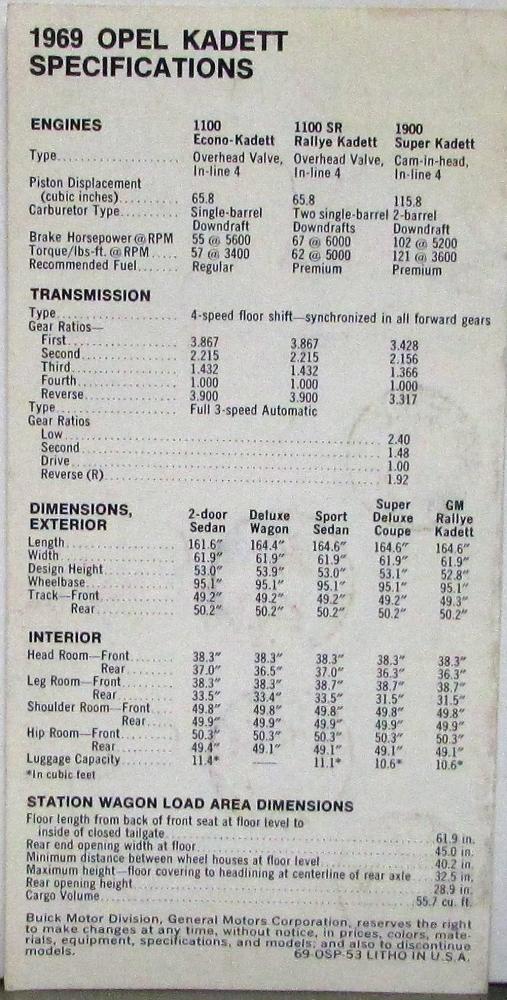 1969 OPEL KADETT
SPECIFICATIONS
ENGINES 1100 1100 SR 1900
Econo-Kadett Rallye Kadett Super Kadett
Type Overhead Valve, Overhead Valve, Cam-in-head,
In-line 4 In-line 4 In-line 4
Piston Displacement
(cubic inches) 65.8 65.8 115.8
Carburetor Type Single-barrel Two single-barrel 2-barrel
Downdraft Downdrafts Downdraft
Brake Horsepower @ RPM 55 @ 5600 67 @ 6000 102 @ 5200
Torque/lbs-ft. @ RPM 57 @ 3400 62 @ 5000 121 @ 3600
Recommended Fuel Regular Premium Premium
TRANSMISSION
Type 4-speed floor shift—synchronized in all forward gears
Gear Ratios—
First 3.867 3.867 3.428
Second 2.215 2.215 2.156
Third 1.432 1.432 1.366
Fourth 1.000 1.000 1.000
Reverse 3.900 3.900 3.317
Type Full 3-speed Automatic
Gear Ratios
Low 2.40
Second 1.48
Drive 1.00
Reverse (R) 1.92
DIMENSIONS, 2-door Deluxe Sport Super GM
EXTERIOR Sedan Wagon Sedan Deluxe Rallye
Coupe Kadett
Length 161.6″ 164.4″ 164.6″ 164.6″ 164.6″
Width 61.9″ 61.9″ 61.9″ 61.9″ 61.9″
Design Height 53.0″ 53.9″ 53.0″ 53.1″ 52.8″
Wheelbase 95.1″ 95.1″ 95.1″ 95.1″ 95.1″
Track—Front 49.2″ 49.2″ 49.2″ 49.2″ 49.3″
Rear 50.2″ 50.2″ 50.2″ 50.2″ 50.2″
INTERIOR
Head Room—Front 38.3″ 38.3″ 38.3″ 38.3″ 38.3″
Rear 37.0″ 36.5″ 37.0″ 36.3″ 36.3″
Leg Room—Front 38.3″ 38.3″ 38.7″ 38.7″ 38.7″
Rear 33.5″ 33.4″ 33.5″ 31.5″ 31.5″
Shoulder Room—Front 49.8″ 49.8″ 49.8″ 49.8″ 49.8″
Rear 49.9″ 49.9″ 49.9″ 49.9″ 49.9″
Hip Room—Front 50.3″ 50.3″ 50.3″ 50.3″ 50.3″
Rear 49.4″ 49.1″ 49.1″ 49.1″ 49.1″
Luggage Capacity 11.4* —— 11.1* 10.6* 10.6*
*In cubic feet
STATION WAGON LOAD AREA DIMENSIONS
Floor length from back of front seat at floor level to
inside of closed tailgate 61.9 in.
Rear end opening width at floor 45.0 in.
Minimum distance between wheel houses at floor level 40.2 in.
Maximum height—floor covering to headlining at centerline of rear axle 32.5 in.
Rear opening height 28.9 in.
Cargo Volume 55.7 cu. ft.
Buick Motor Division, General Motors Corporation, reserves the right
to make changes at any time, without notice, in prices, colors, mate-
rials, equipment, specifications, and models; and also to discontinue
models. 69-OSP-53 LITHO IN U.S.A.